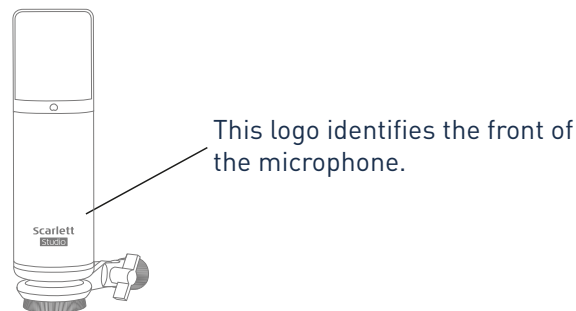 This logo identifies the front of
the microphone.
Scarlett
Studio